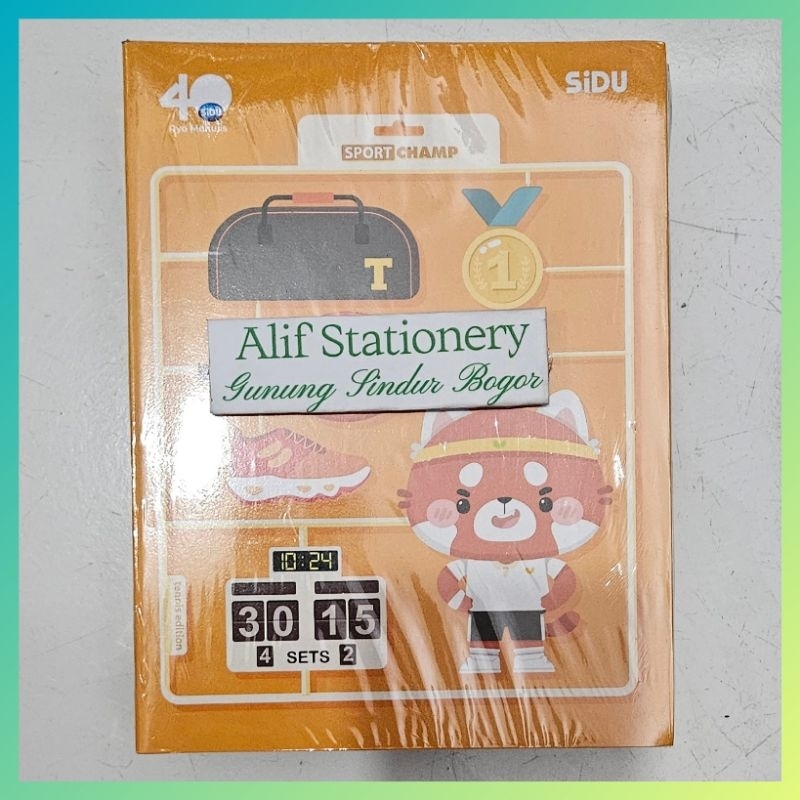 40
SiDU
Ayo Menulis
SiDU
SPORT CHAMP
T
1
Alif Stationery
Gunung Sindur Bogor
10:24
30 15
4 SETS 2
tennis edition